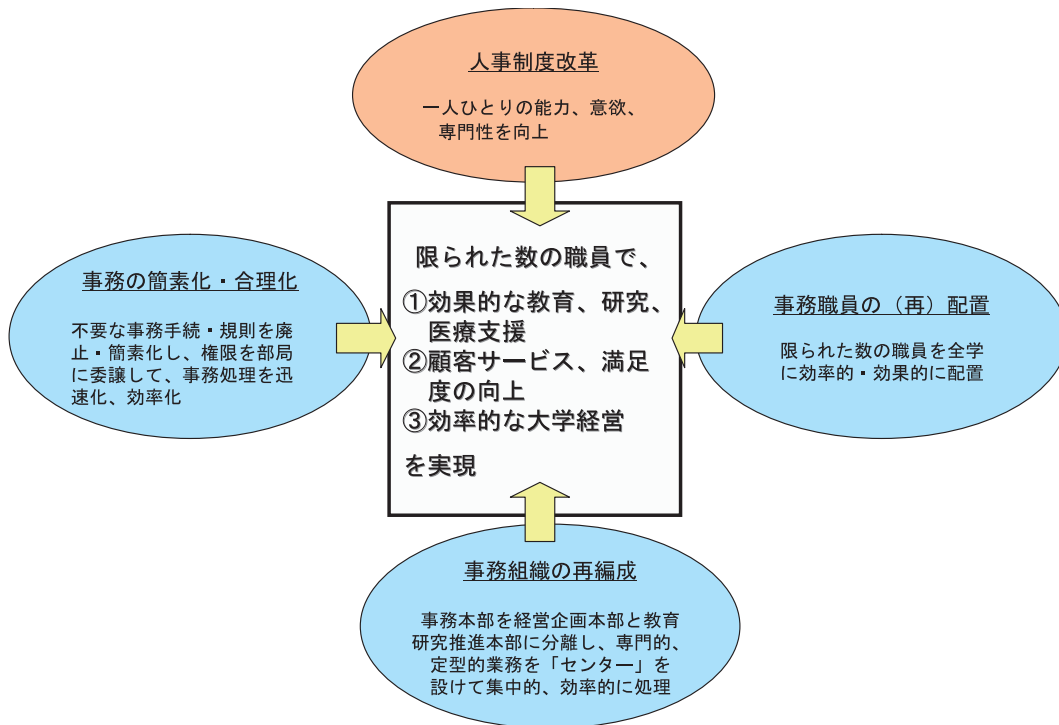 人事制度改革
一人ひとりの能力、意欲、
専門性を向上
事務の簡素化・合理化
不要な事務手続・規則を廃
止・簡素化し、権限を部局
に委譲して、事務処理を迅
速化、効率化
限られた数の職員で、
①効果的な教育、研究、
医療支援
②顧客サービス、満足
度の向上
③効率的な大学経営
を実現
事務職員の（再）配置
限られた数の職員を全学
に効率的・効果的に配置
事務組織の再編成
事務本部を経営企画本部と教育
研究推進本部に分離し、専門的、
定型的業務を「センター」を
設けて集中的、効率的に処理